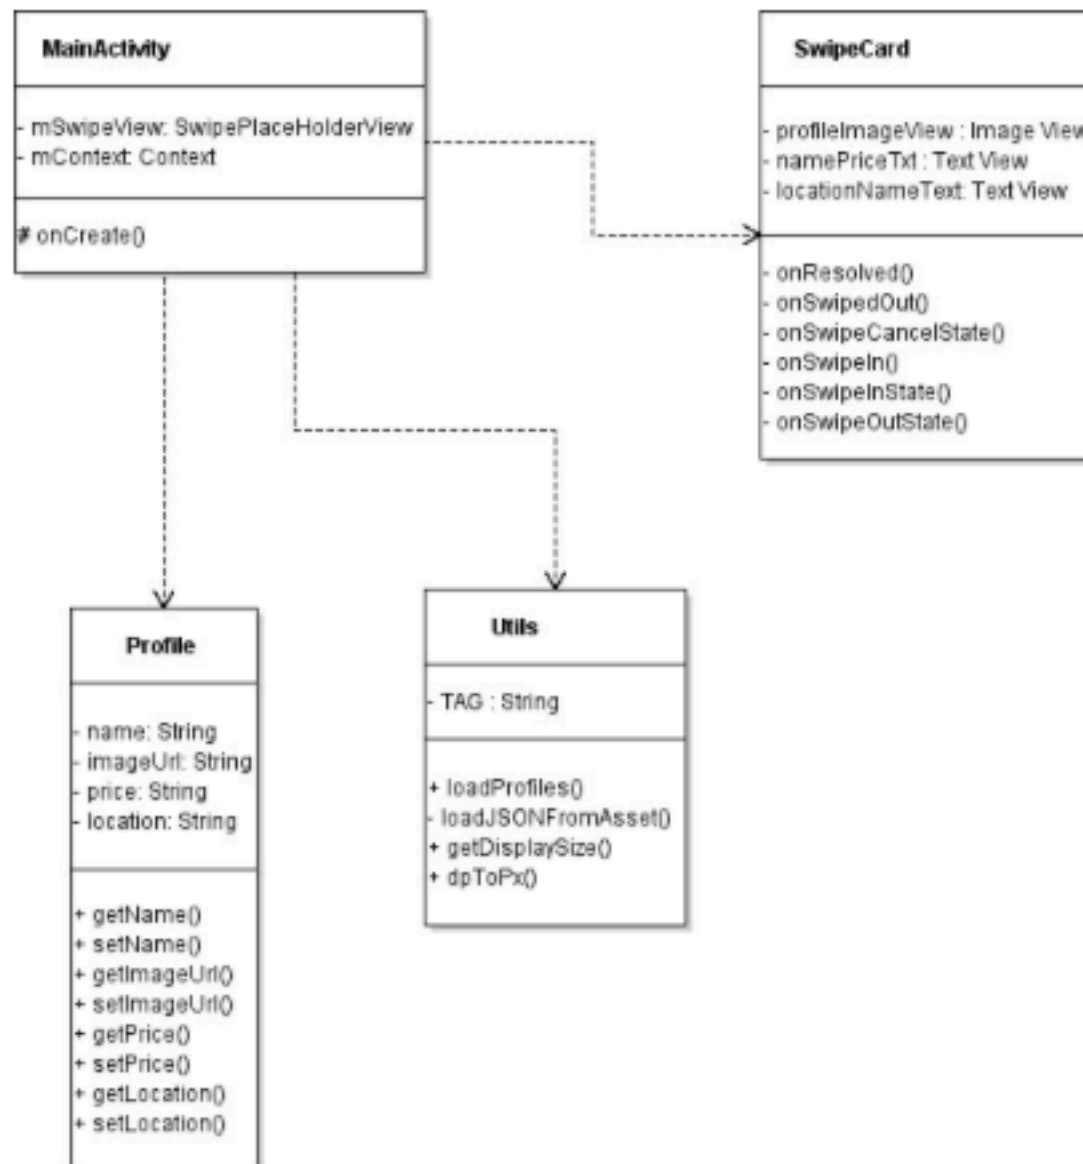 MainActivity
- mSwipeView: SwipePlaceHolderView
- mContext: Context
# onCreate()
SwipeCard
- profileImageView : Image View
- namePriceTxt : Text View
- locationNameText: Text View
- onResolved()
- onSwipedOut()
- onSwipeCancelState()
- onSwipeIn()
- onSwipeInState()
- onSwipeOutState()
Profile
- name: String
- imageUrl: String
- price: String
- location: String
+ getName()
+ setName()
+ getImageUrl()
+ setImageUrl()
+ getPrice()
+ setPrice()
+ getLocation()
+ setLocation()
Utils
- TAG : String
+ loadProfiles()
- loadJSONFromAsset()
+ getDisplaySize()
+ dpToPx()